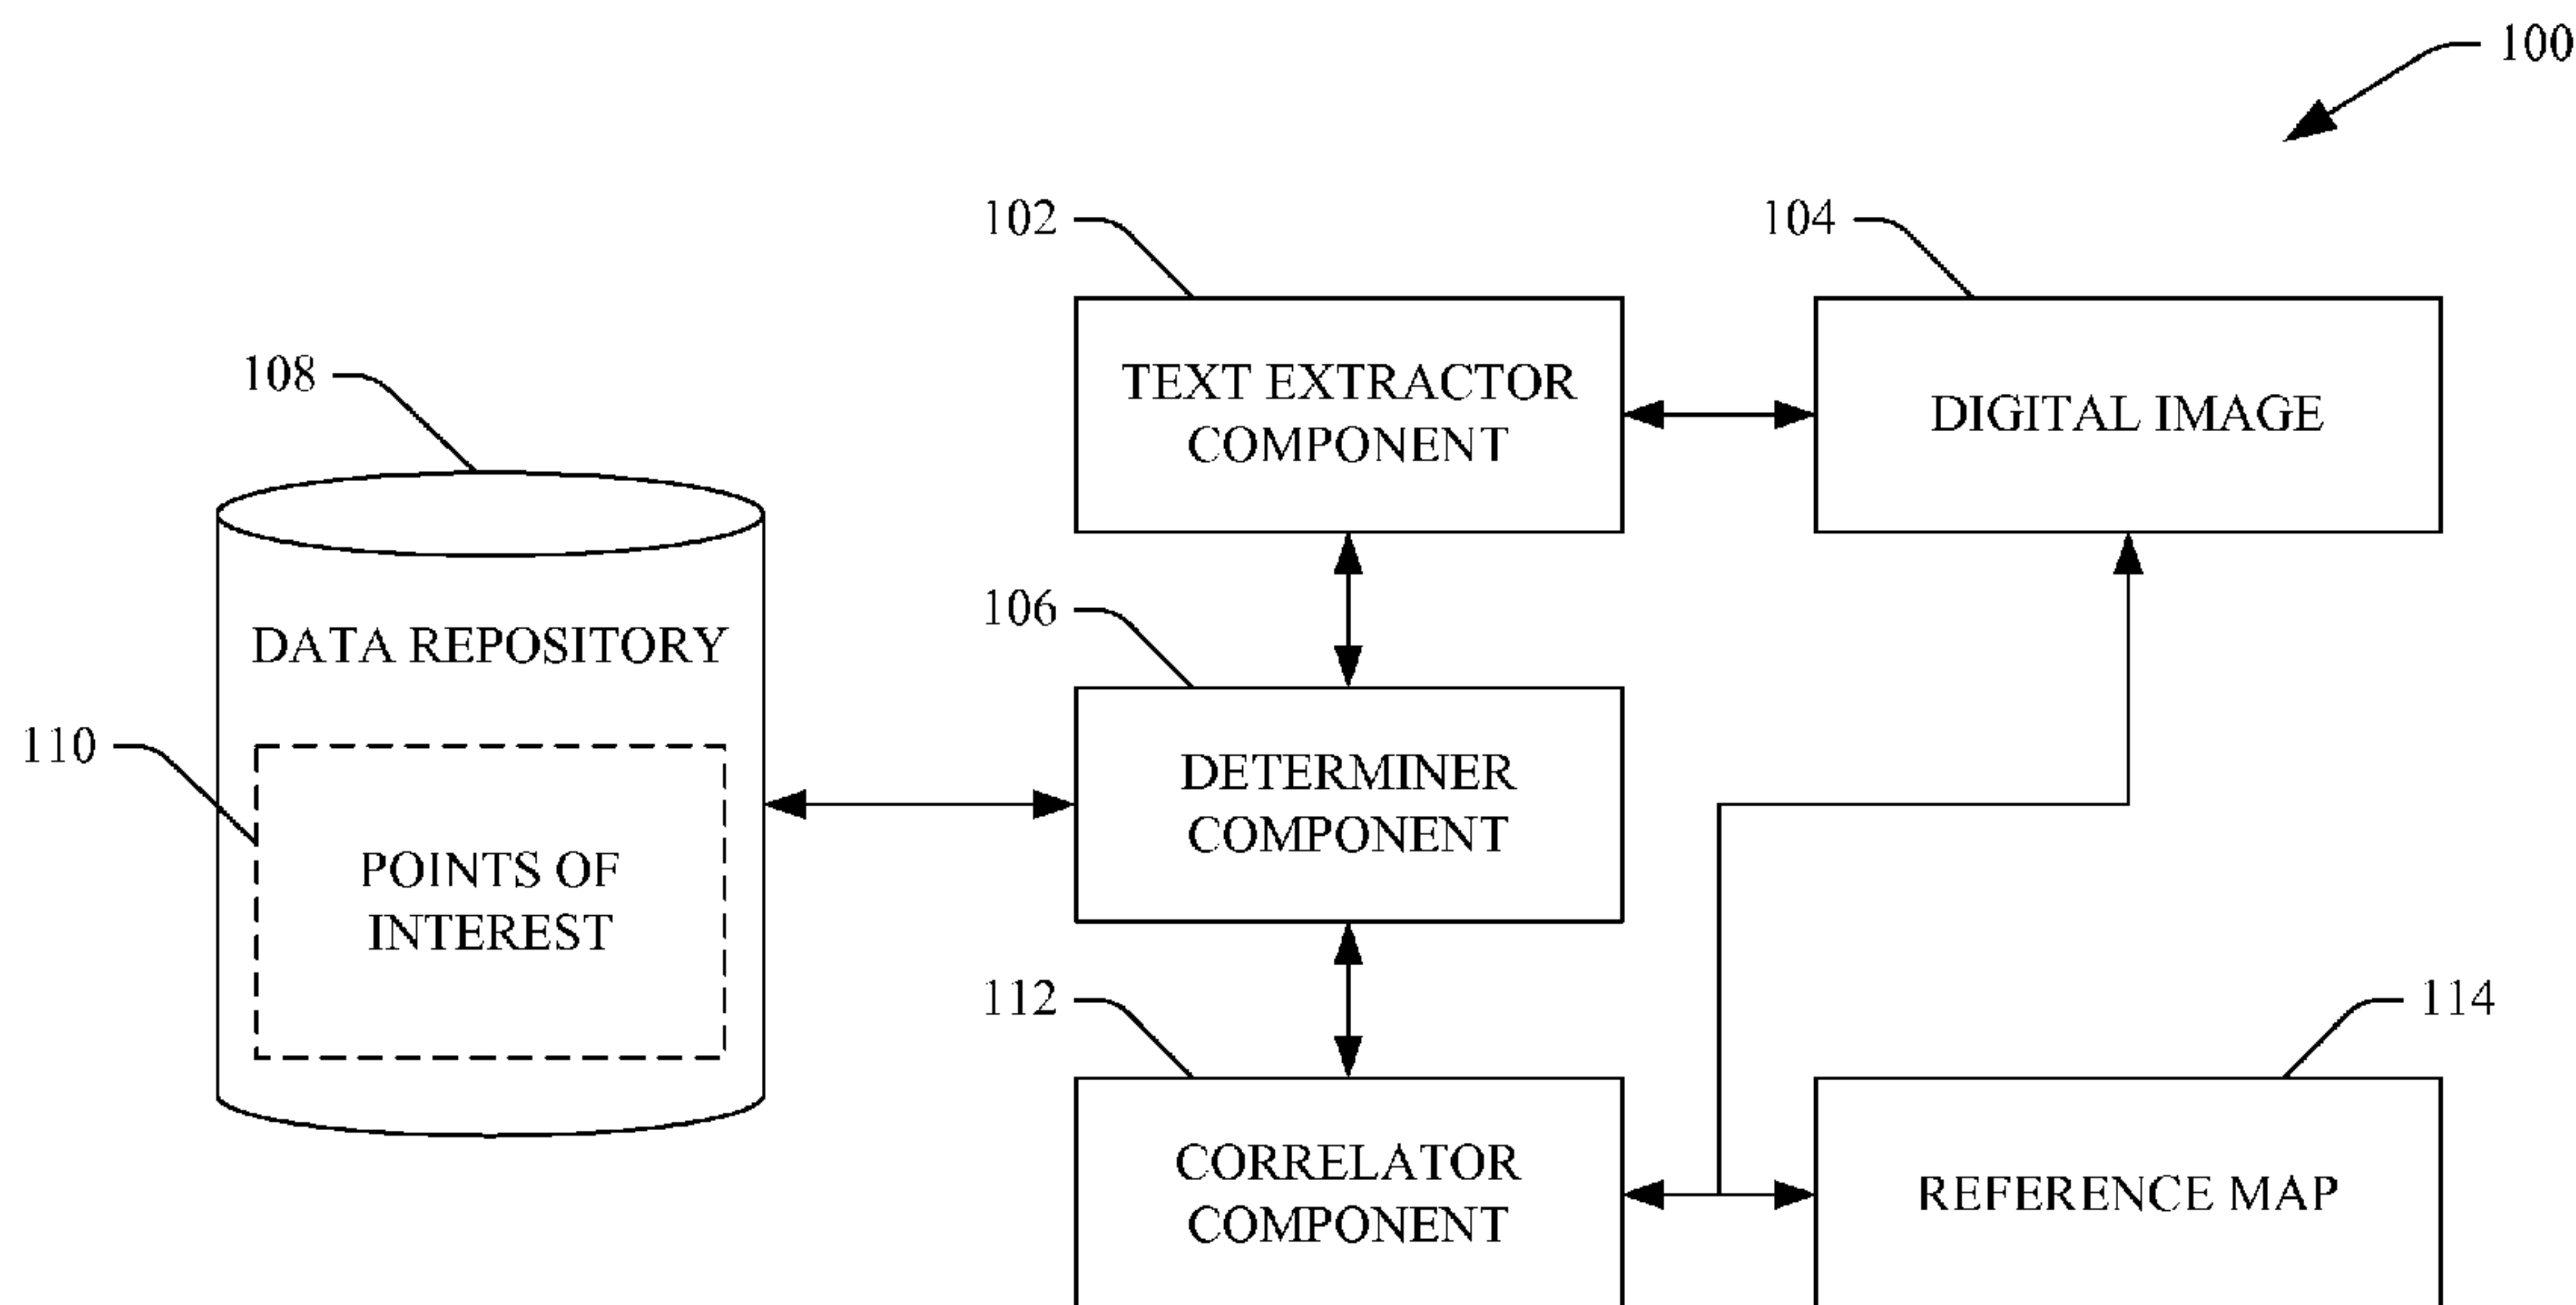 100
102
104
TEXT EXTRACTOR
COMPONENT
DIGITAL IMAGE
108
DATA REPOSITORY
106
110
DETERMINER
COMPONENT
POINTS OF
INTEREST
112
114
CORRELATOR
COMPONENT
REFERENCE MAP